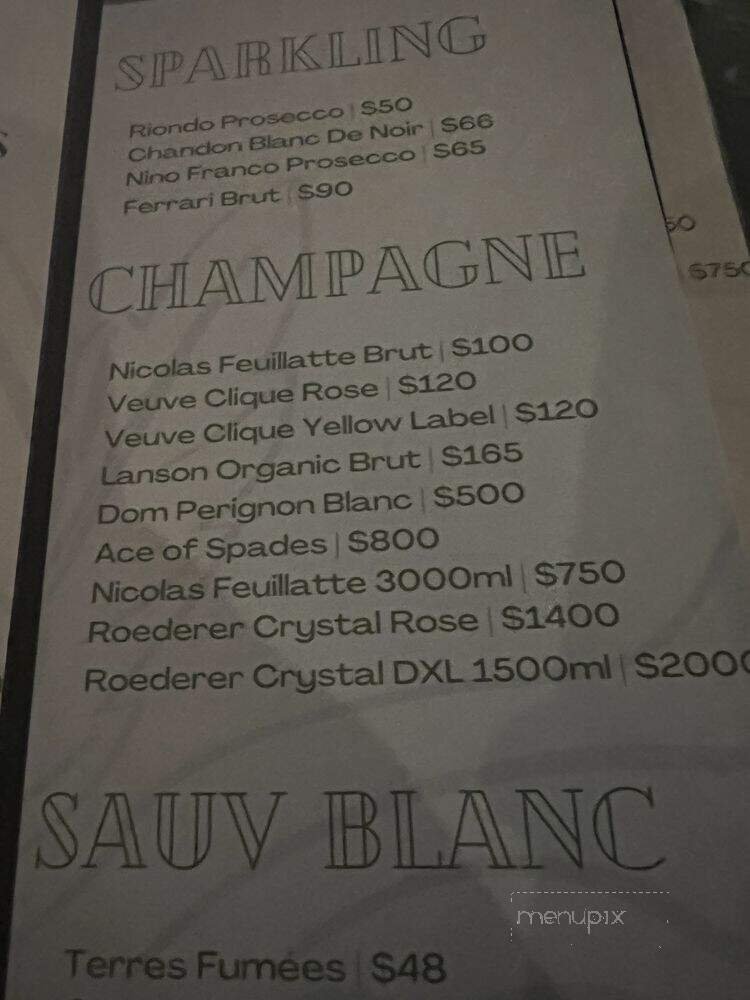 SPARKLING
Riondo Prosecco | $50
Chandon Blanc De Noir | $66
Nino Franco Prosecco | $65
Ferrari Brut | $90
CHAMPAGNE
Nicolas Feuillatte Brut | $100
Veuve Clique Rose | $120
Veuve Clique Yellow Label | $120
Lanson Organic Brut | $165
Dom Perignon Blanc | $500
Ace of Spades | $800
Nicolas Feuillatte 3000ml | $750
Roederer Crystal Rose | $1400
Roederer Crystal DXL 1500ml | $2000
SAUV BLANC
Terres Fumées | $48
50
$750
menupix